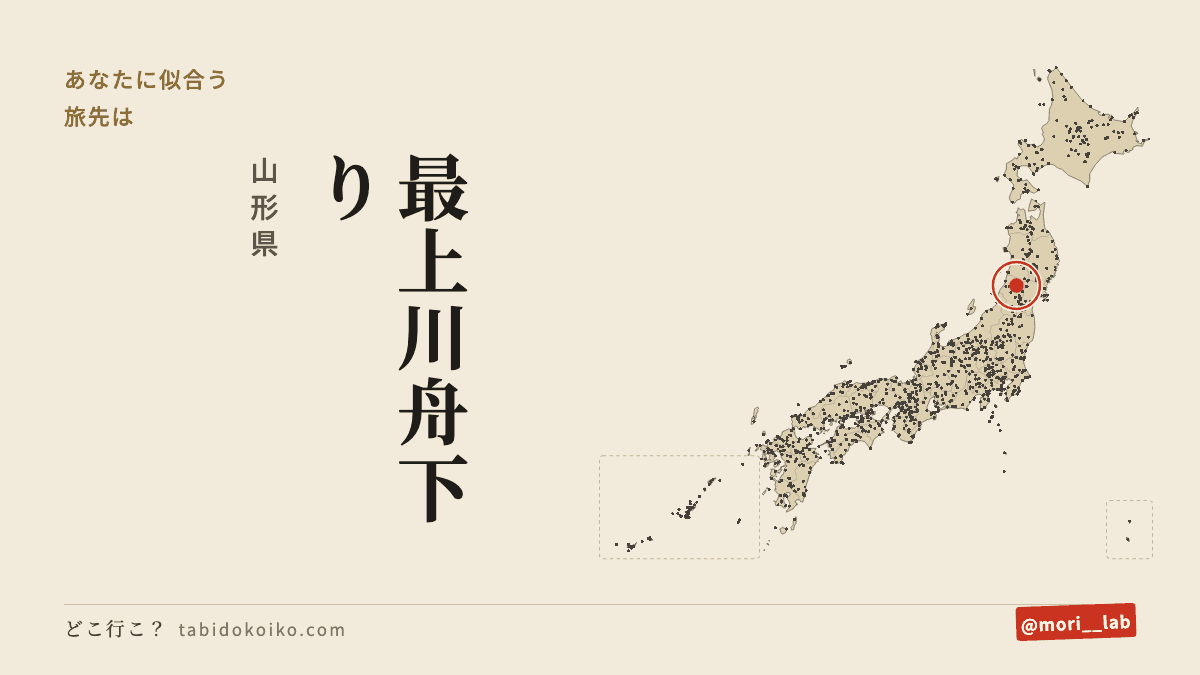 あなたに似合う
旅先は
最上川舟下
り
山形県
どこ行こ？ tabidokoiko.com
@mori__lab